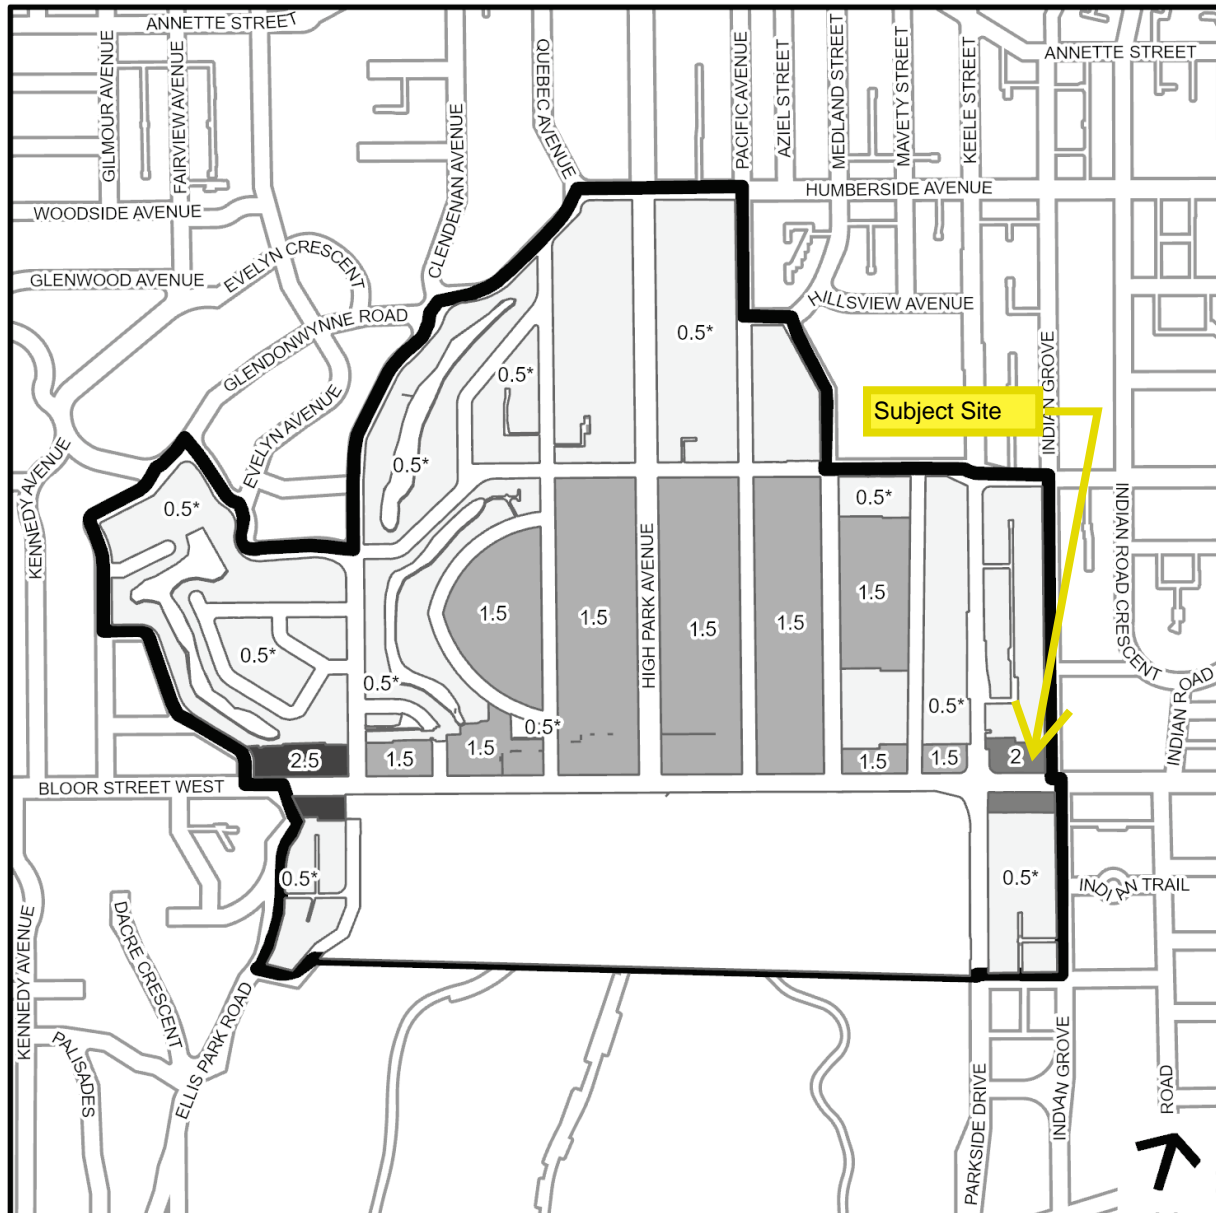 ANNETTE STREET
GILMOUR AVENUE
FAIRVIEW AVENUE
QUEBEC AVENUE
PACIFIC AVENUE
AZIEL STREET
MEDLAND STREET
MAVETY STREET
KEELE STREET
ANNETTE STREET
CLENDENAN AVENUE
HUMBERSIDE AVENUE
WOODSIDE AVENUE
EVELYN CRESCENT
GLENWOOD AVENUE
HILLSVIEW AVENUE
GLENDONWYNNE ROAD
0.5*
INDIAN GROVE
0.5*
Subject Site
EVELYN AVENUE
KENNEDY AVENUE
0.5*
0.5*
0.5*
HIGH PARK AVENUE
INDIAN ROAD CRESCENT
1.5
1.5
1.5
1.5
1.5
0.5*
0.5*
0.5*
0.5*
INDIAN ROAD
2.5
1.5
1.5
1.5
1.5
2
BLOOR STREET WEST
0.5*
0.5*
INDIAN TRAIL
KENNEDY AVENUE
DACRE CRESCENT
ELLIS PARK ROAD
PALISADES
PARKSIDE DRIVE
INDIAN GROVE
ROAD